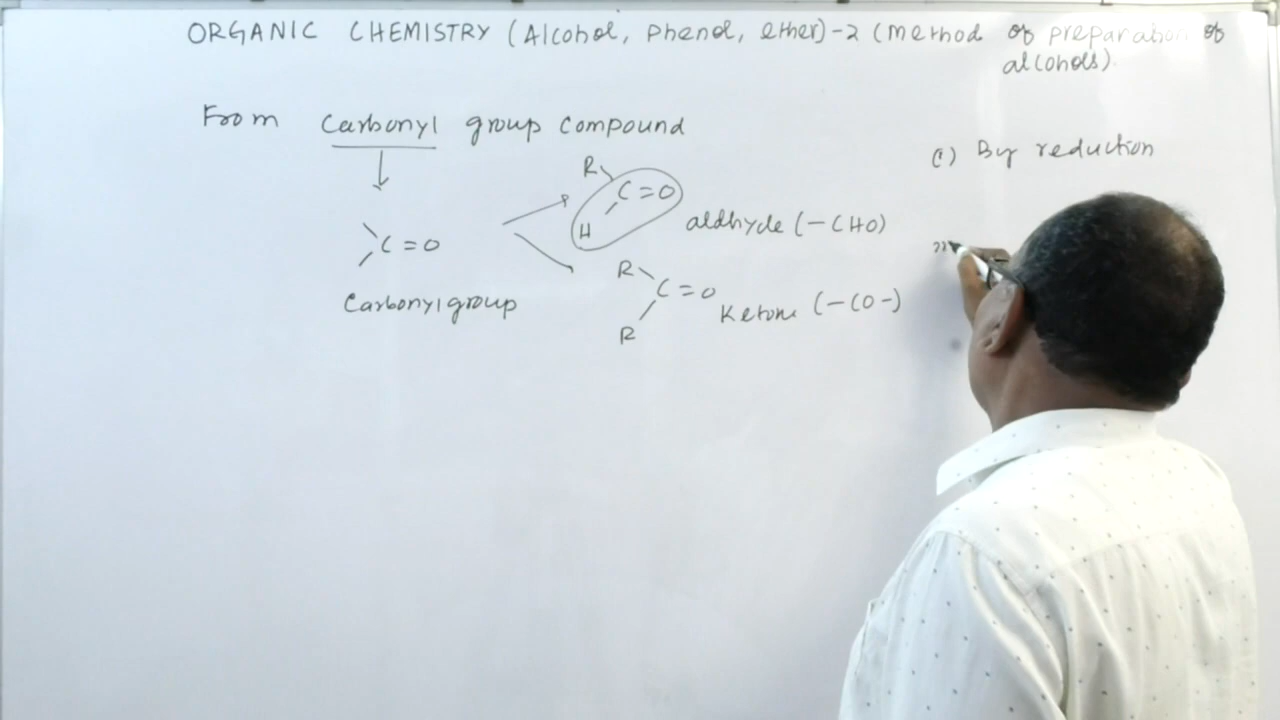 ORGANIC CHEMISTRY (Alcohol, Phenol, ether)-2 (Method of preparation of
alcohols).
From Carbonyl group compound
(i) By reduction
R
C=O
H
aldhyde (-CHO)
C=O
R
C=O
Ketone (-CO-)
Carbonyl group
R